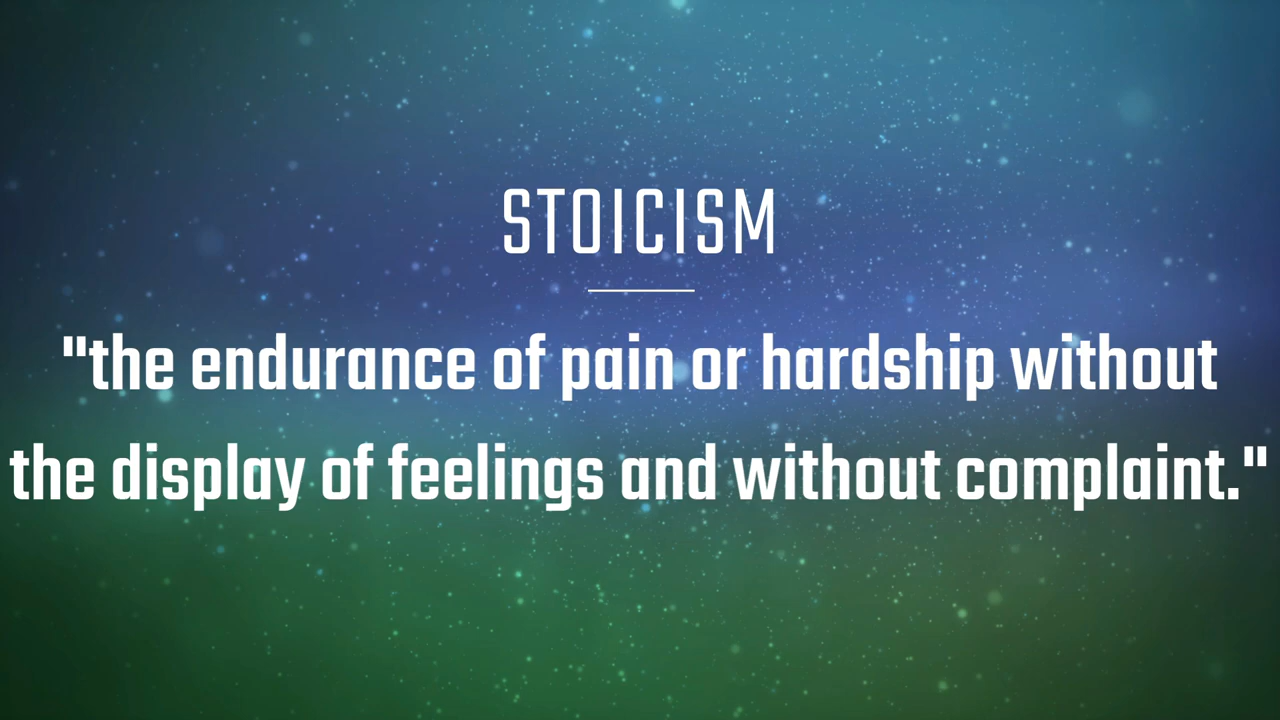 STOICISM
"the endurance of pain or hardship without
the display of feelings and without complaint."